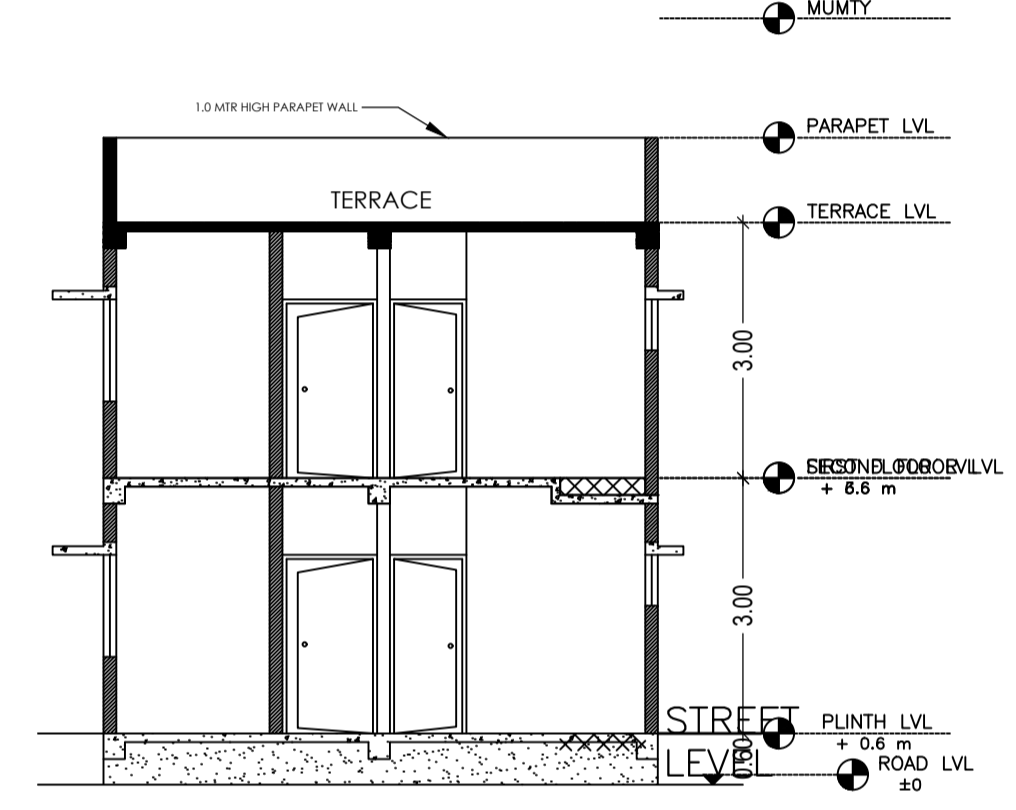 MUMTY
1.0 MTR HIGH PARAPET WALL
PARAPET LVL
TERRACE
TERRACE LVL
3.00
3.00
STREET
LEVEL
0.60
PLINTH LVL
+ 0.6 m
ROAD LVL
±0